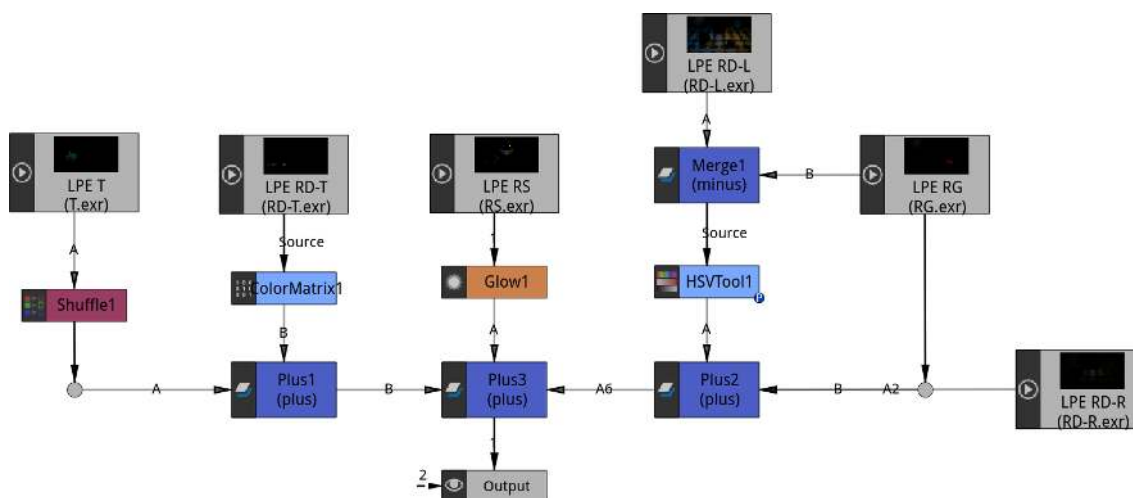 LPE RD-L
(RD-L.exr)
A
LPE T
(T.exr)
LPE RD-T
(RD-T.exr)
LPE RS
(RS.exr)
Merge1
(minus)
B
LPE RG
(RG.exr)
A
Source
1
Source
Shuffle1
ColorMatrix1
Glow1
HSVTool1
P
B
A
A
A
Plus1
(plus)
B
Plus3
(plus)
A6
Plus2
(plus)
B
A2
LPE RD-R
(RD-R.exr)
1
2
Output